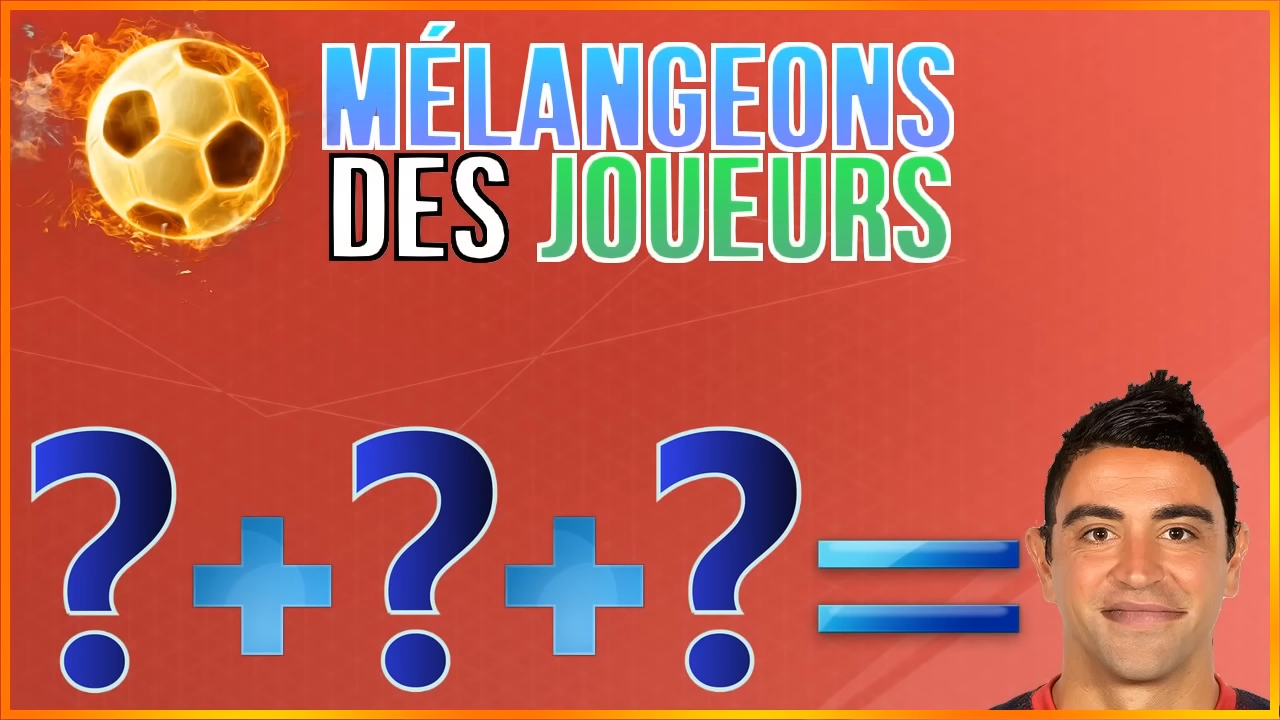 MÉLANGEONS
DES JOUEURS
? + ? + ? =